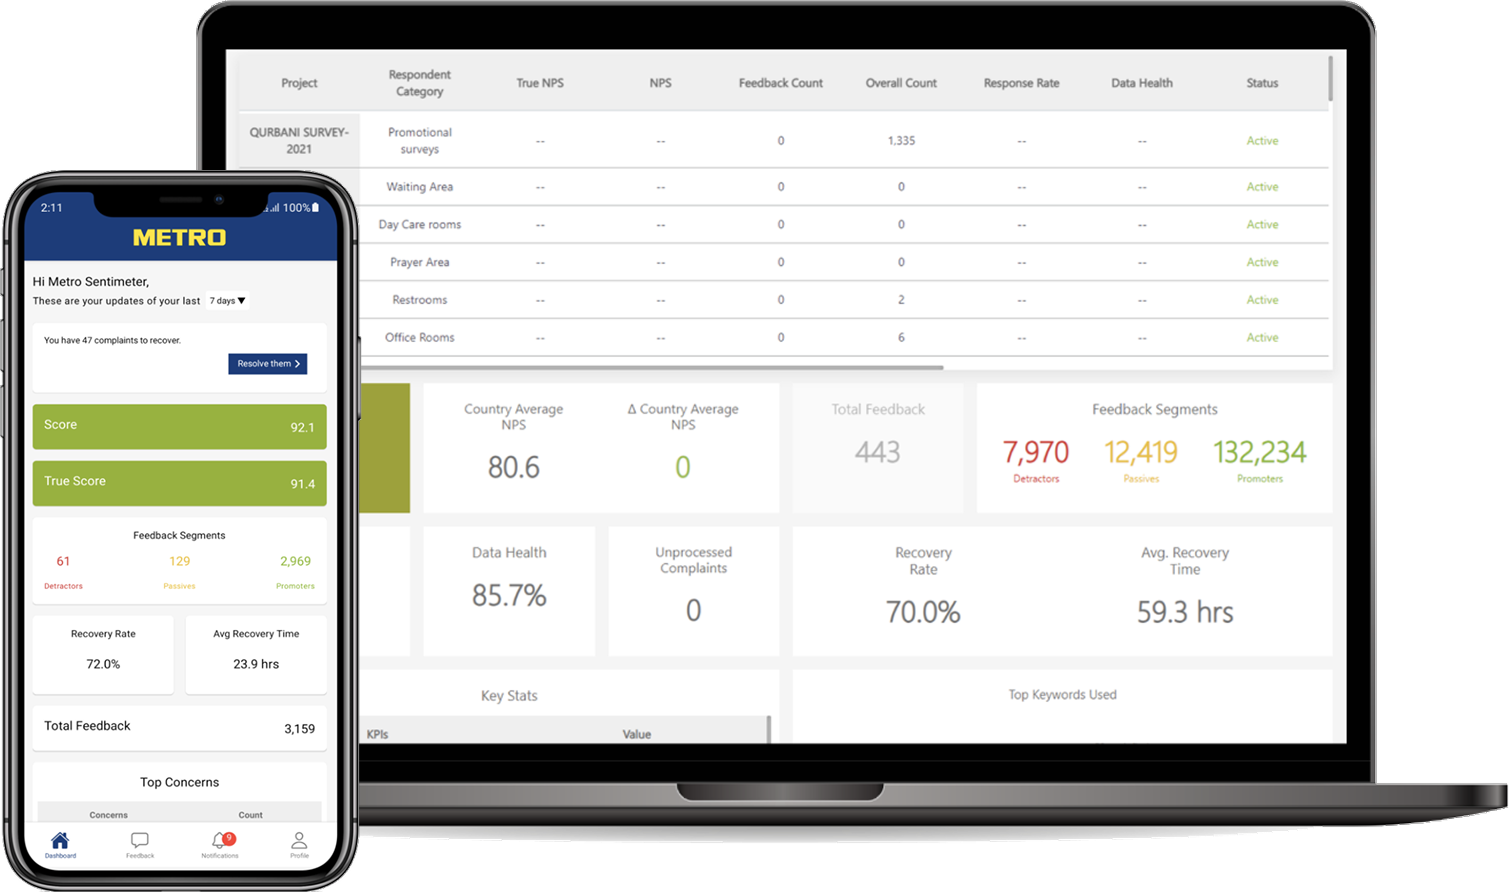 Project Respondent Category True NPS NPS Feedback Count Overall Count Response Rate Data Health Status
QURBANI SURVEY-2021 Promotional surveys -- -- 0 1,335 -- -- Active
Waiting Area -- -- 0 0 -- -- Active
Day Care rooms -- -- 0 0 -- -- Active
Prayer Area -- -- 0 0 -- -- Active
Restrooms -- -- 0 2 -- -- Active
Office Rooms -- -- 0 6 -- -- Active
Country Average NPS
80.6
Δ Country Average NPS
0
Total Feedback
443
Feedback Segments
7,970 12,419 132,234
Detractors Passives Promoters
Data Health
85.7%
Unprocessed Complaints
0
Recovery Rate
70.0%
Avg. Recovery Time
59.3 hrs
Key Stats
KPIs Value
Top Keywords Used
2:11 100%
METRO
Hi Metro Sentimeter,
These are your updates of your last 7 days ▼
You have 47 complaints to recover.
Resolve them >
Score 92.1
True Score 91.4
Feedback Segments
61 129 2,969
Detractors Passives Promoters
Recovery Rate
72.0%
Avg Recovery Time
23.9 hrs
Total Feedback 3,159
Top Concerns
Concerns Count
9
Dashboard Feedback Notifications Profile